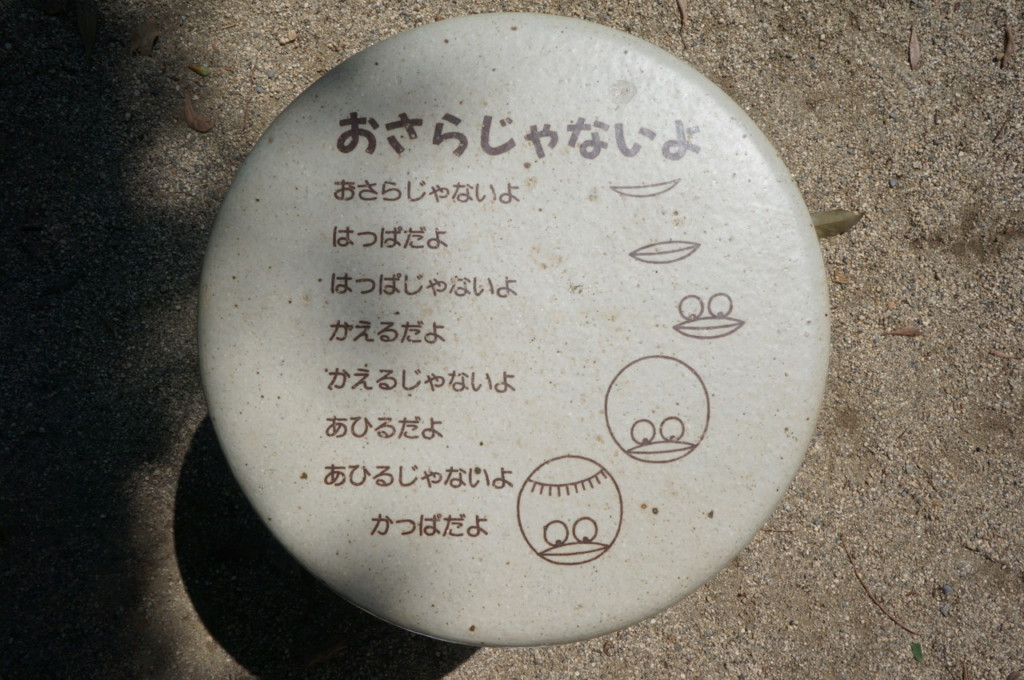 おさらじゃないよ
おさらじゃないよ
はっぱだよ
はっぱじゃないよ
かえるだよ
かえるじゃないよ
あひるだよ
あひるじゃないよ
かっぱだよ